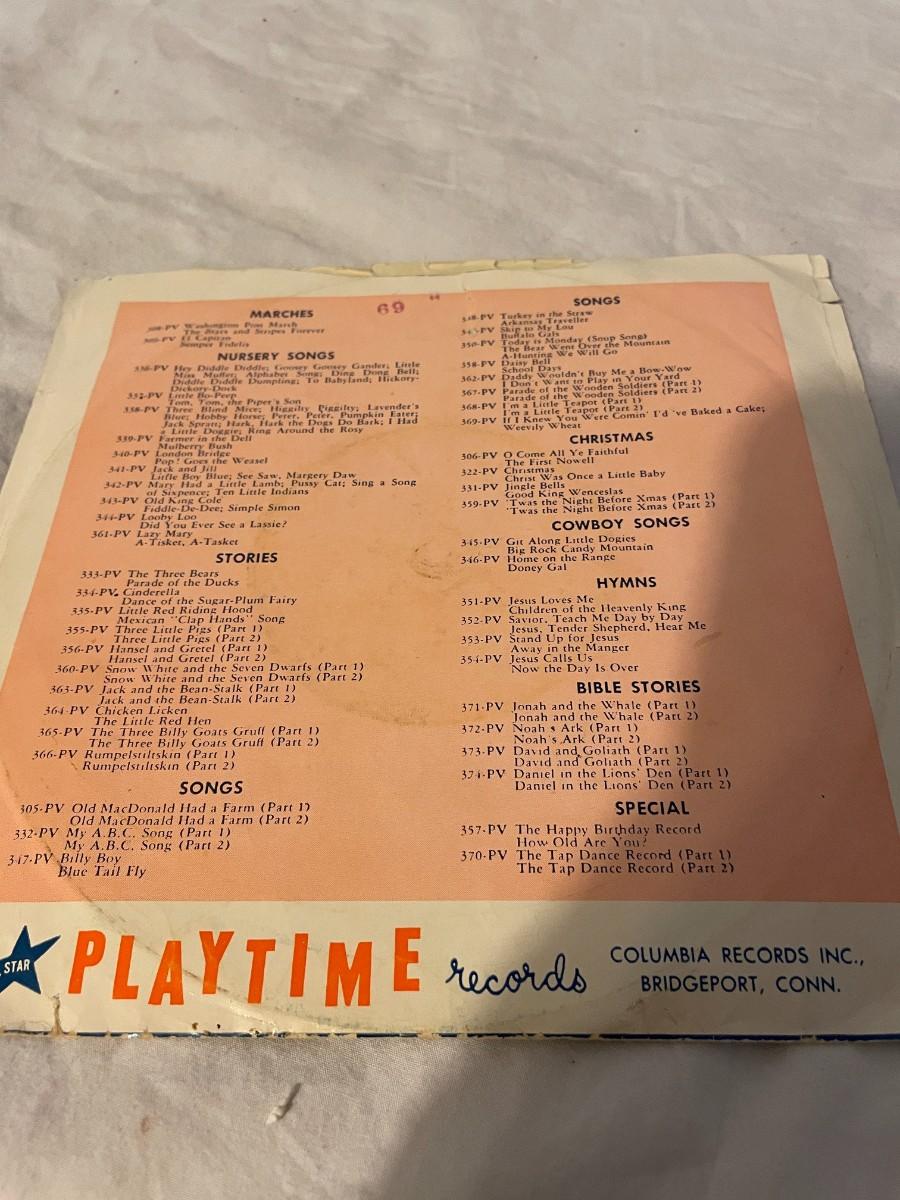 69
MARCHES
308-PV Washington Post March
The Stars and Stripes Forever
309-PV El Capitan
Semper Fidelis
NURSERY SONGS
336-PV Hey Diddle Diddle; Goosey Goosey Gander; Little
Miss Muffet; Alphabet Song; Ding Dong Bell;
Diddle Diddle Dumpling; To Babyland; Hickory-
Dickory-Dock
337-PV Little Bo-Peep
Tom, Tom, the Piper's Son
338-PV Three Blind Mice; Higgilty Piggilty; Lavender's
Blue; Hobby Horse; Peter, Peter, Pumpkin Eater;
Jack Spratt; Hark, Hark the Dogs Do Bark; I Had
a Little Doggie; Ring Around the Rosy
339-PV Farmer in the Dell
Mulberry Bush
340-PV London Bridge
Pop! Goes the Weasel
341-PV Jack and Jill
Little Boy Blue; See Saw, Margery Daw
342-PV Mary Had a Little Lamb; Pussy Cat; Sing a Song
of Sixpence; Ten Little Indians
343-PV Old King Cole
Fiddle-De-Dee; Simple Simon
344-PV Looby Loo
Did You Ever See a Lassie?
361-PV Lazy Mary
A-Tisket, A-Tasket
STORIES
333-PV The Three Bears
Parade of the Ducks
334-PV Cinderella
Dance of the Sugar-Plum Fairy
335-PV Little Red Riding Hood
Mexican "Clap Hands" Song
355-PV Three Little Pigs (Part 1)
Three Little Pigs (Part 2)
356-PV Hansel and Gretel (Part 1)
Hansel and Gretel (Part 2)
360-PV Snow White and the Seven Dwarfs (Part 1)
Snow White and the Seven Dwarfs (Part 2)
363-PV Jack and the Bean-Stalk (Part 1)
Jack and the Bean-Stalk (Part 2)
364-PV Chicken Licken
The Little Red Hen
365-PV The Three Billy Goats Gruff (Part 1)
The Three Billy Goats Gruff (Part 2)
366-PV Rumpelstiltskin (Part 1)
Rumpelstiltskin (Part 2)
SONGS
305-PV Old MacDonald Had a Farm (Part 1)
Old MacDonald Had a Farm (Part 2)
332-PV My A.B.C. Song (Part 1)
My A.B.C. Song (Part 2)
347-PV Billy Boy
Blue Tail Fly
SONGS
348-PV Turkey in the Straw
Arkansas Traveller
Skip to My Lou
Buffalo Gals
350-PV Today is Monday (Soup Song)
The Bear Went Over the Mountain
A-Hunting We Will Go
358-PV Daisy Bell
School Days
362-PV Daddy Wouldn't Buy Me a Bow-Wow
I Don't Want to Play in Your Yard
367-PV Parade of the Wooden Soldiers (Part 1)
Parade of the Wooden Soldiers (Part 2)
368-PV I'm a Little Teapot (Part 1)
I'm a Little Teapot (Part 2)
369-PV If I Knew You Were Comin' I'd 've Baked a Cake;
Weevily Wheat
CHRISTMAS
306-PV O Come All Ye Faithful
The First Nowell
322-PV Christmas
Christ Was Once a Little Baby
331-PV Jingle Bells
Good King Wenceslas
359-PV 'Twas the Night Before Xmas (Part 1)
'Twas the Night Before Xmas (Part 2)
COWBOY SONGS
345-PV Git Along Little Dogies
Big Rock Candy Mountain
346-PV Home on the Range
Doney Gal
HYMNS
351-PV Jesus Loves Me
Children of the Heavenly King
352-PV Savior, Teach Me Day by Day
Jesus, Tender Shepherd, Hear Me
353-PV Stand Up for Jesus
Away in the Manger
354-PV Jesus Calls Us
Now the Day Is Over
BIBLE STORIES
371-PV Jonah and the Whale (Part 1)
Jonah and the Whale (Part 2)
372-PV Noah's Ark (Part 1)
Noah's Ark (Part 2)
373-PV David and Goliath (Part 1)
David and Goliath (Part 2)
374-PV Daniel in the Lions' Den (Part 1)
Daniel in the Lions' Den (Part 2)
SPECIAL
357-PV The Happy Birthday Record
How Old Are You?
370-PV The Tap Dance Record (Part 1)
The Tap Dance Record (Part 2)
STAR
PLAYTIME records
COLUMBIA RECORDS INC.,
BRIDGEPORT, CONN.